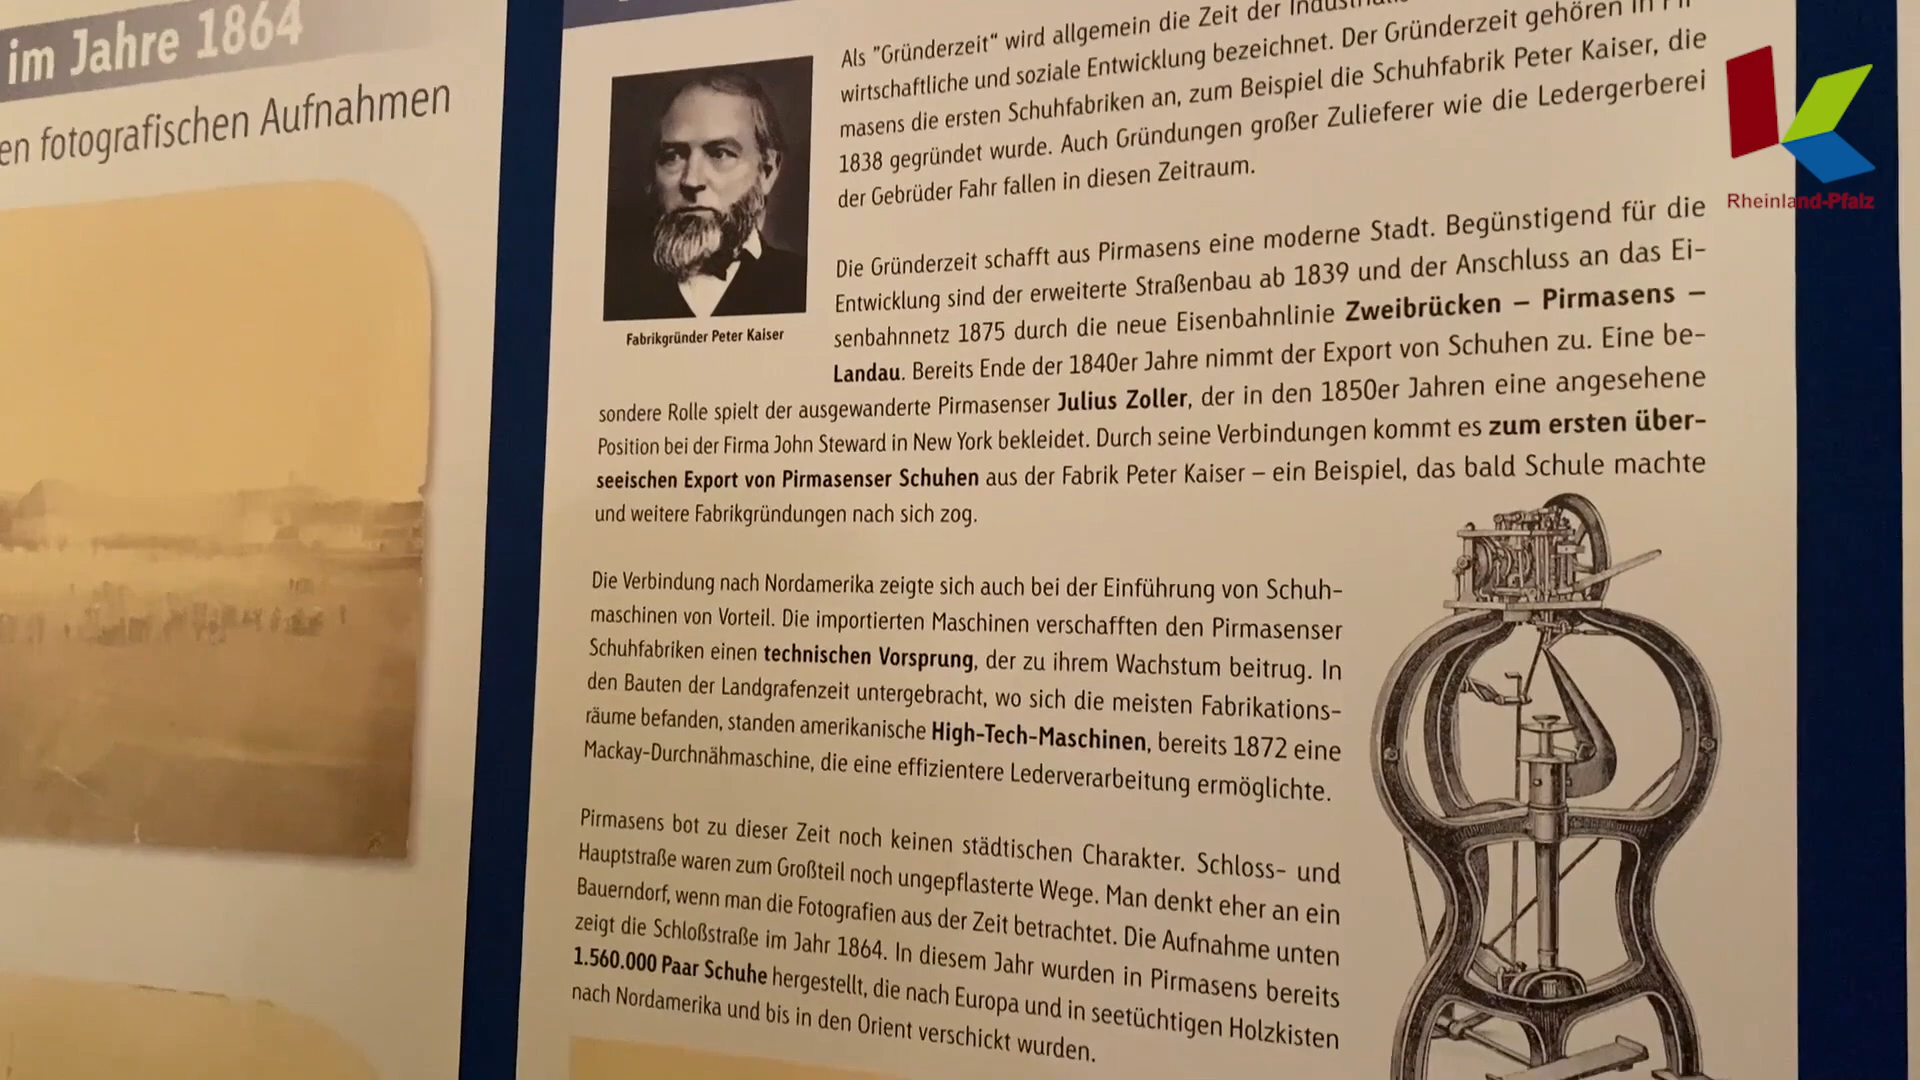 im Jahre 1864
en fotografischen Aufnahmen
Als "Gründerzeit“ wird allgemein die Zeit der
wirtschaftliche und soziale Entwicklung bezeichnet. Der Gründerzeit gehören in Pir
masens die ersten Schuhfabriken an, zum Beispiel die Schuhfabrik Peter Kaiser, die
1838 gegründet wurde. Auch Gründungen großer Zulieferer wie die Ledergerberei
der Gebrüder Fahr fallen in diesen Zeitraum.
Fabrikgründer Peter Kaiser
Die Gründerzeit schafft aus Pirmasens eine moderne Stadt. Begünstigend für die
Entwicklung sind der erweiterte Straßenbau ab 1839 und der Anschluss an das Ei-
senbahnnetz 1875 durch die neue Eisenbahnlinie Zweibrücken – Pirmasens –
Landau. Bereits Ende der 1840er Jahre nimmt der Export von Schuhen zu. Eine be-
sondere Rolle spielt der ausgewanderte Pirmasenser Julius Zoller, der in den 1850er Jahren eine angesehene
Position bei der Firma John Steward in New York bekleidet. Durch seine Verbindungen kommt es zum ersten über-
seeischen Export von Pirmasenser Schuhen aus der Fabrik Peter Kaiser – ein Beispiel, das bald Schule machte
und weitere Fabrikgründungen nach sich zog.
Die Verbindung nach Nordamerika zeigte sich auch bei der Einführung von Schuh-
maschinen von Vorteil. Die importierten Maschinen verschafften den Pirmasenser
Schuhfabriken einen technischen Vorsprung, der zu ihrem Wachstum beitrug. In
den Bauten der Landgrafenzeit untergebracht, wo sich die meisten Fabrikations-
räume befanden, standen amerikanische High-Tech-Maschinen, bereits 1872 eine
Mackay-Durchnähmaschine, die eine effizientere Lederverarbeitung ermöglichte.
Pirmasens bot zu dieser Zeit noch keinen städtischen Charakter. Schloss- und
Hauptstraße waren zum Großteil noch ungepflasterte Wege. Man denkt eher an ein
Bauerndorf, wenn man die Fotografien aus der Zeit betrachtet. Die Aufnahme unten
zeigt die Schloßstraße im Jahr 1864. In diesem Jahr wurden in Pirmasens bereits
1.560.000 Paar Schuhe hergestellt, die nach Europa und in seetüchtigen Holzkisten
nach Nordamerika und bis in den Orient verschickt wurden.
Rheinland-Pfalz